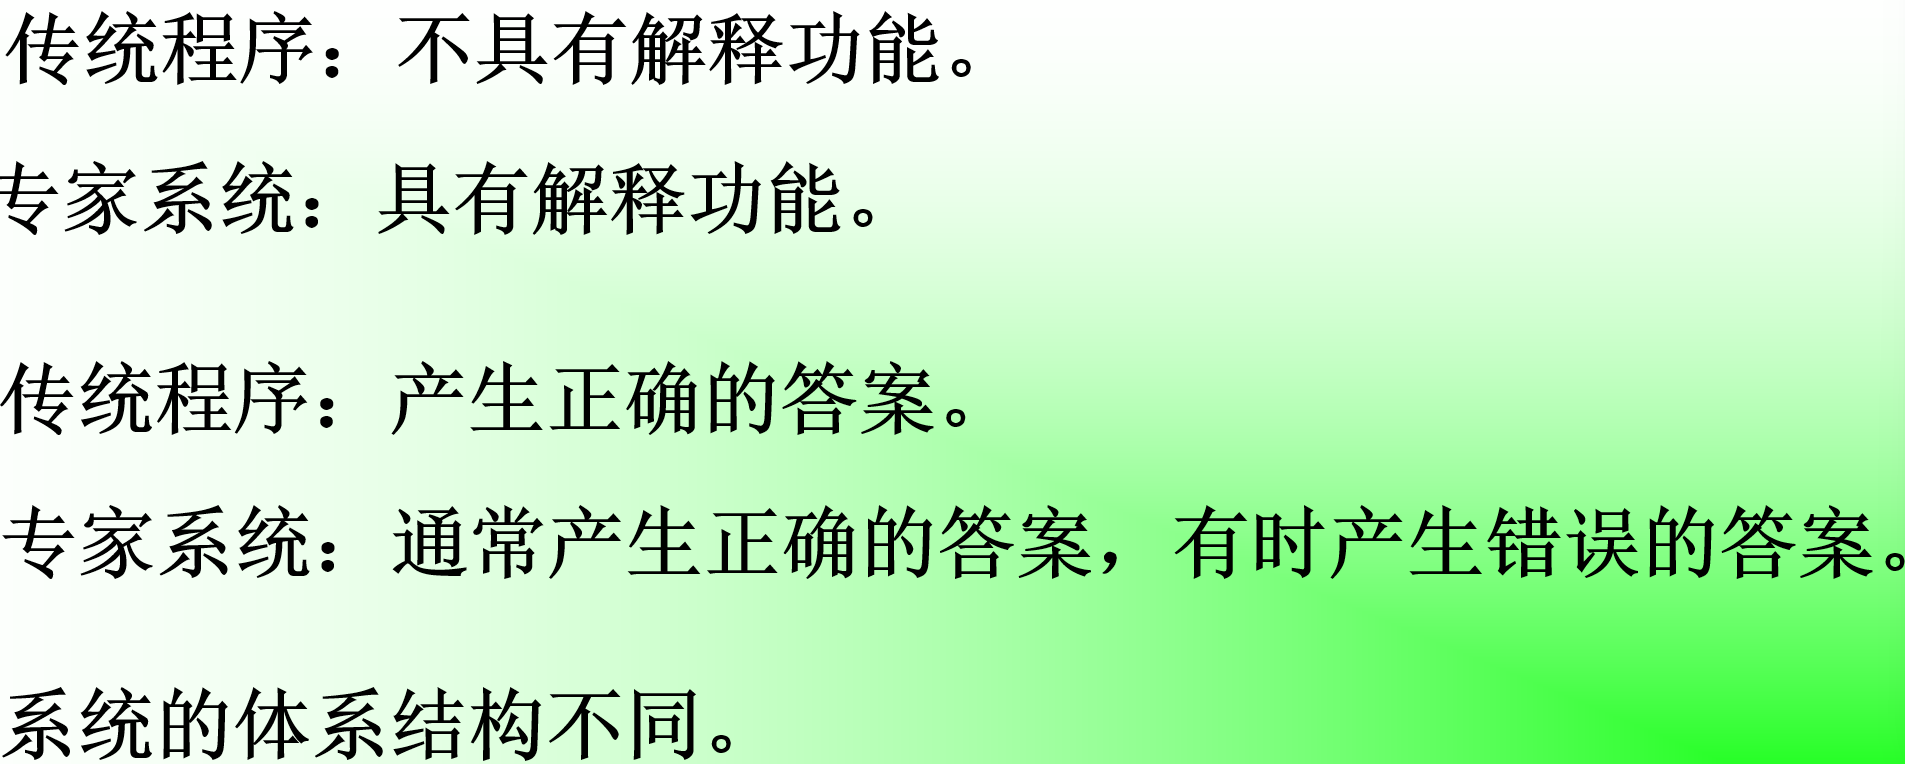 传统程序：不具有解释功能。
专家系统：具有解释功能。
传统程序：产生正确的答案。
专家系统：通常产生正确的答案，有时产生错误的答案。
系统的体系结构不同。